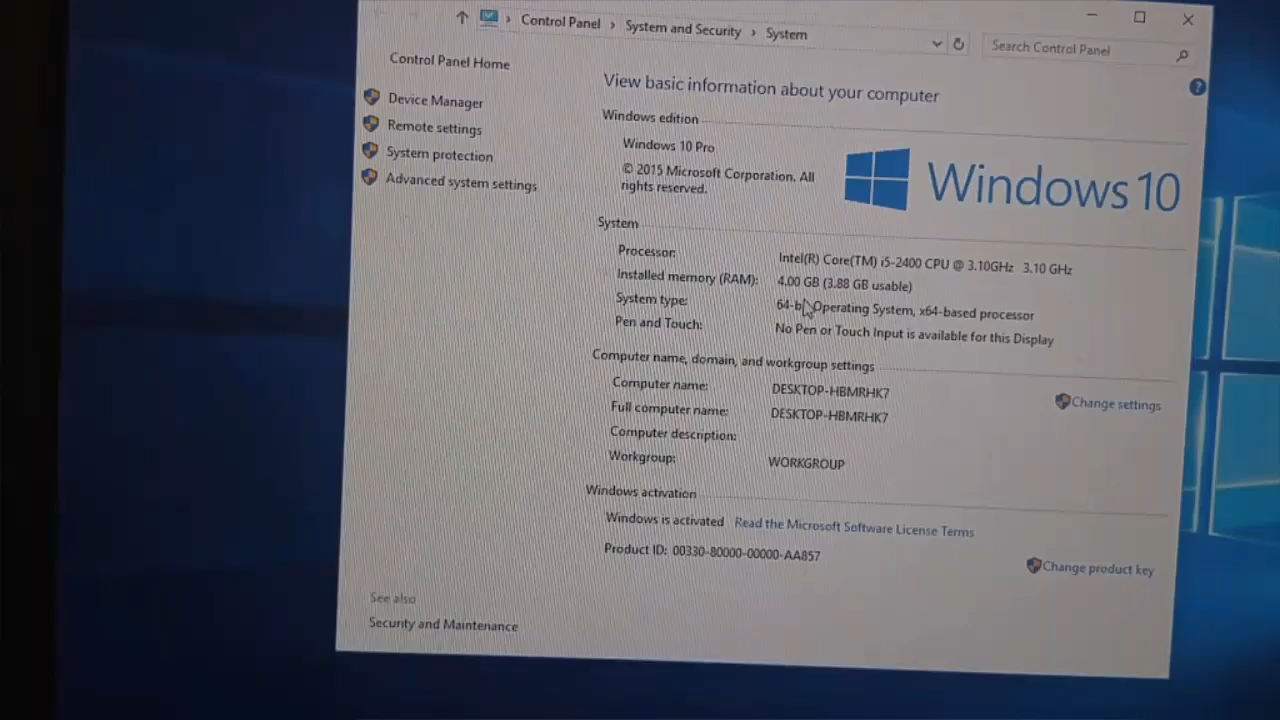 Control Panel > System and Security > System
Search Control Panel
Control Panel Home
Device Manager
Remote settings
System protection
Advanced system settings
View basic information about your computer
Windows edition
Windows 10 Pro
© 2015 Microsoft Corporation. All
rights reserved.
Windows 10
System
Processor: Intel(R) Core(TM) i5-2400 CPU @ 3.10GHz 3.10 GHz
Installed memory (RAM): 4.00 GB (3.88 GB usable)
System type: 64-b Operating System, x64-based processor
Pen and Touch: No Pen or Touch Input is available for this Display
Computer name, domain, and workgroup settings
Computer name: DESKTOP-HBMRHK7
Change settings
Full computer name: DESKTOP-HBMRHK7
Computer description:
Workgroup: WORKGROUP
Windows activation
Windows is activated Read the Microsoft Software License Terms
Product ID: 00330-80000-00000-AA857
Change product key
See also
Security and Maintenance